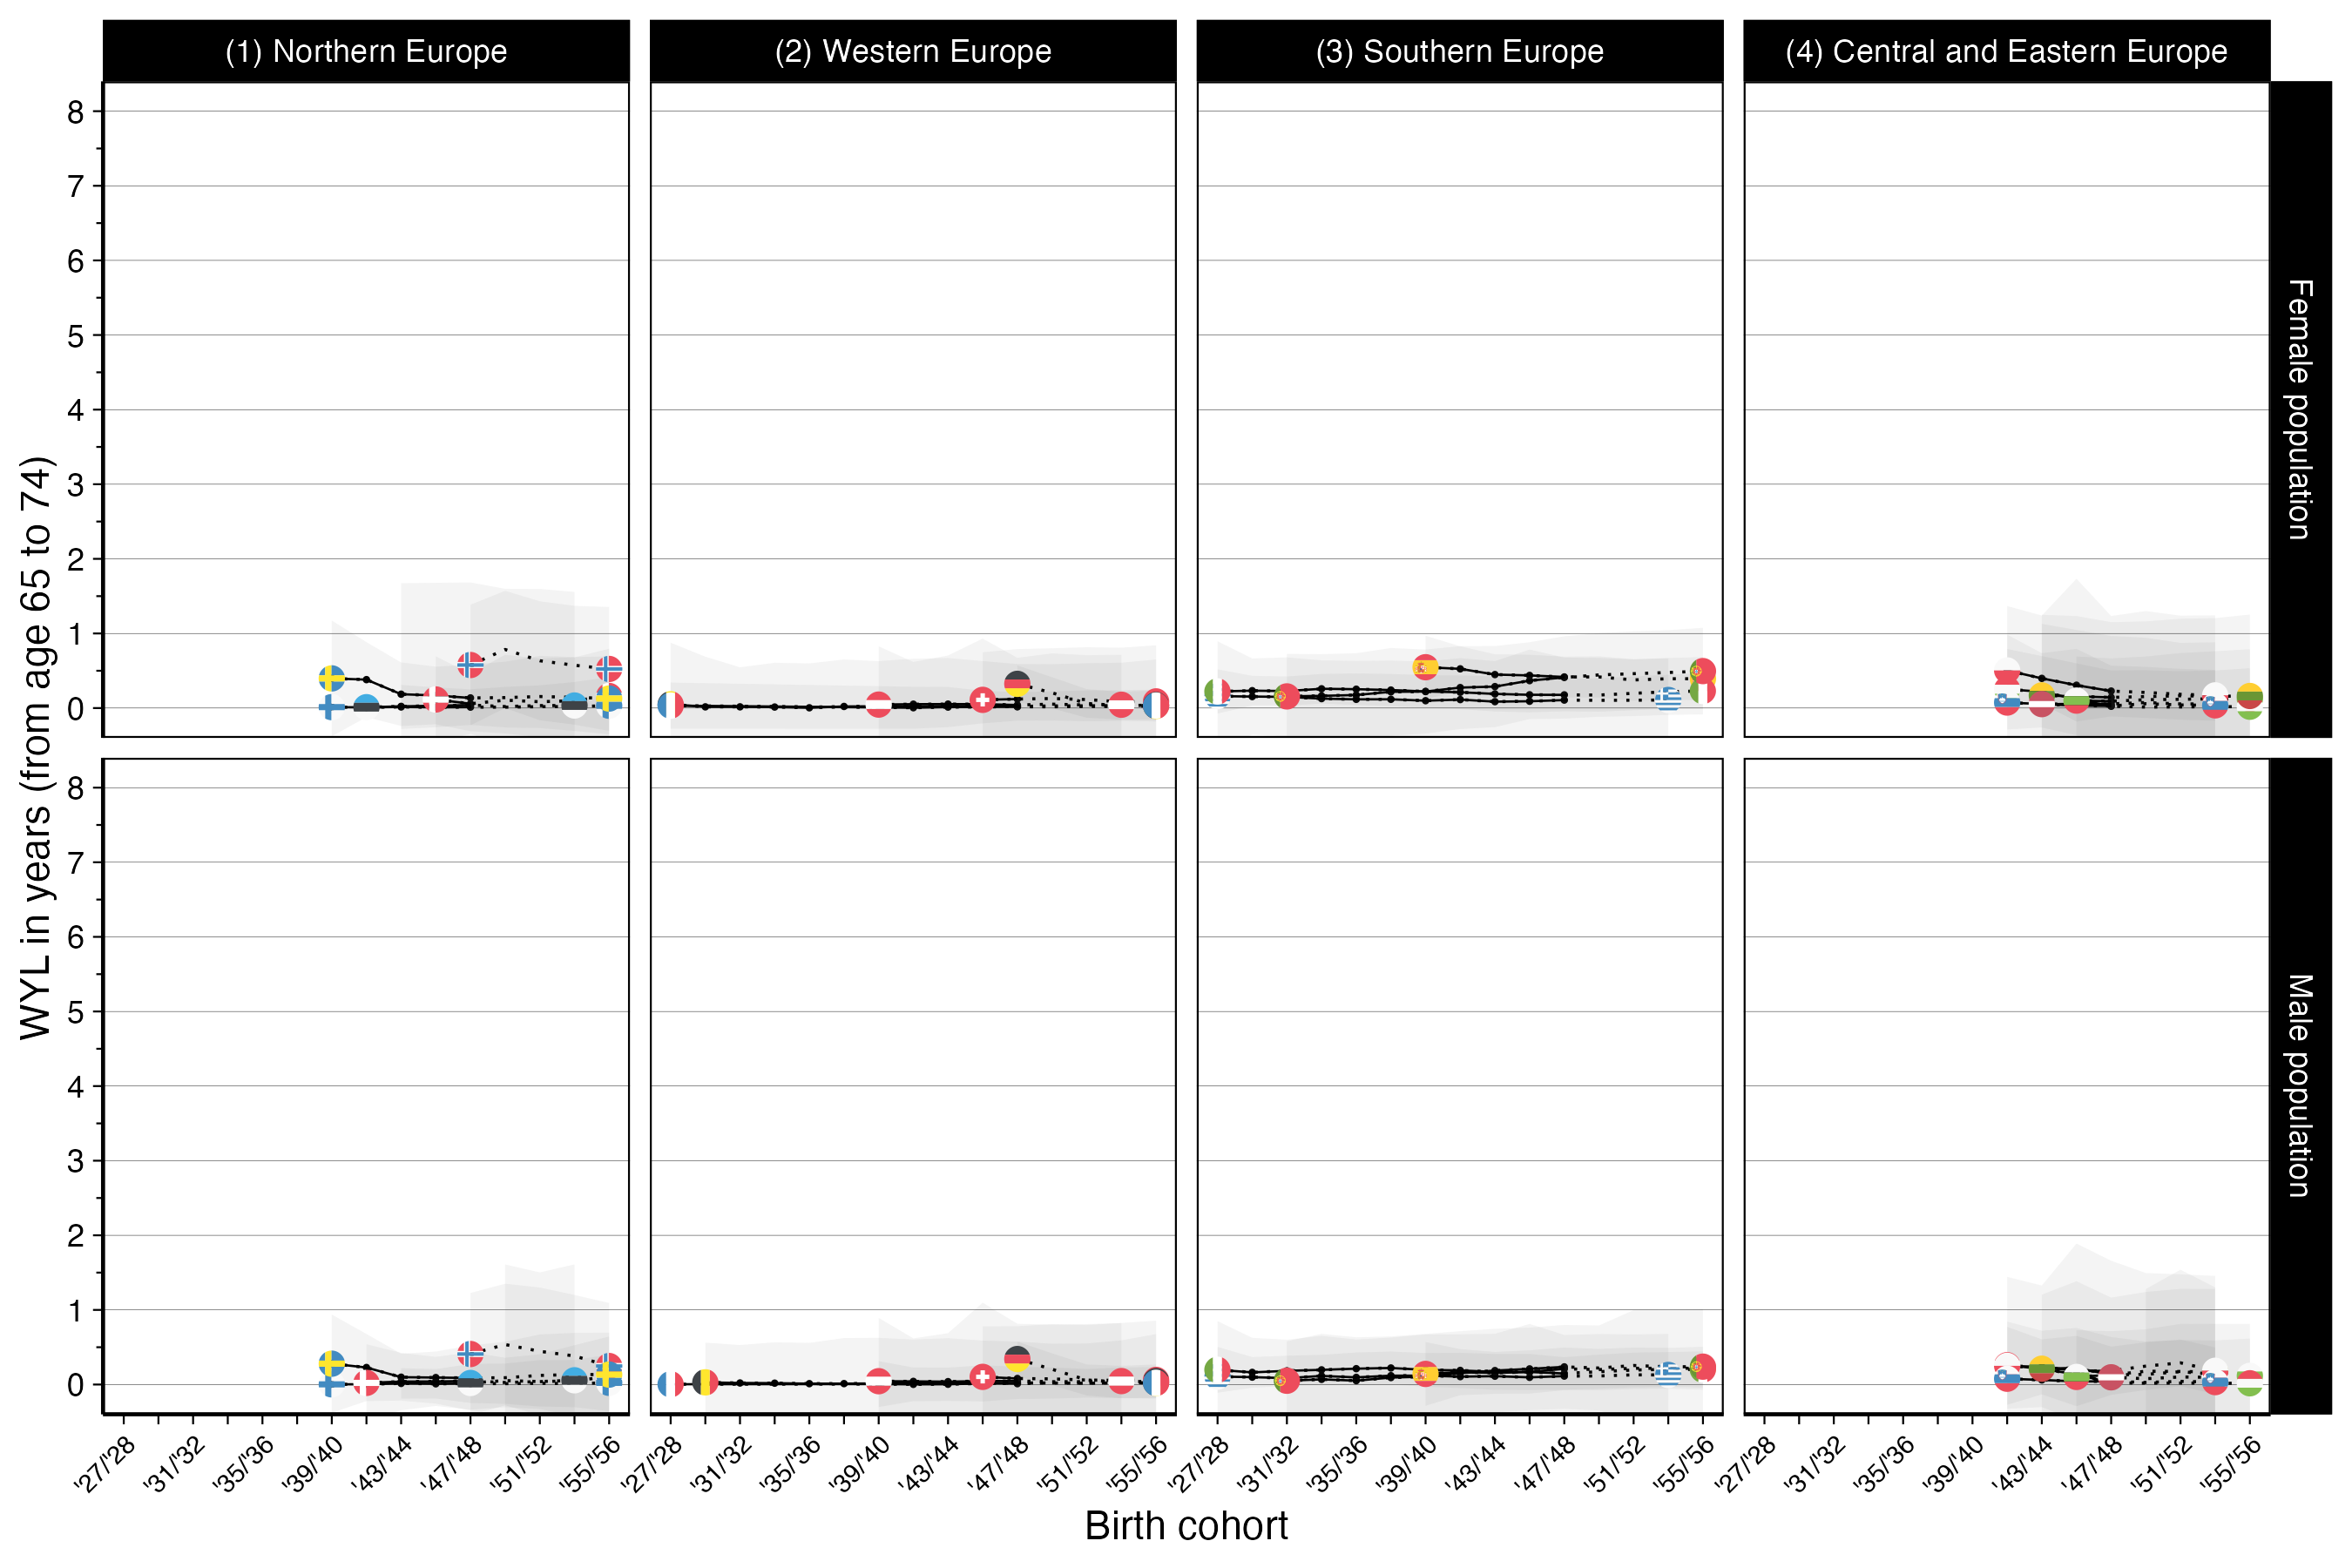 (1) Northern Europe
(2) Western Europe
(3) Southern Europe
(4) Central and Eastern Europe
WYL in years (from age 65 to 74)
8
7
6
5
4
3
2
1
0
Female population
8
7
6
5
4
3
2
1
0
Male population
'27/'28 '31/'32 '35/'36 '39/'40 '43/'44 '47/'48 '51/'52 '55/'56
'27/'28 '31/'32 '35/'36 '39/'40 '43/'44 '47/'48 '51/'52 '55/'56
'27/'28 '31/'32 '35/'36 '39/'40 '43/'44 '47/'48 '51/'52 '55/'56
'27/'28 '31/'32 '35/'36 '39/'40 '43/'44 '47/'48 '51/'52 '55/'56
Birth cohort